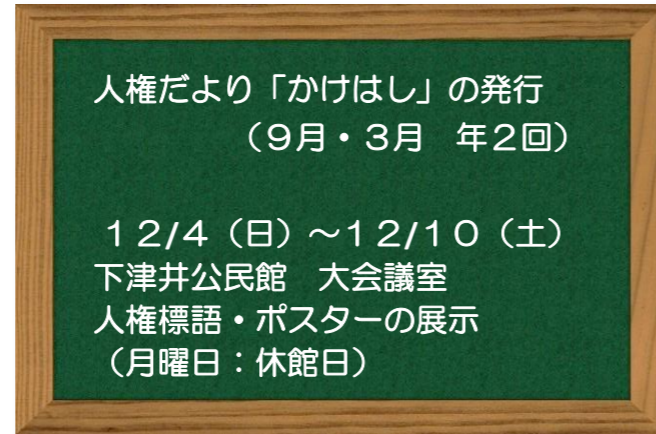 人権だより「かけはし」の発行
（９月・３月　年２回）
１２/４（日）～１２/１０（土）
下津井公民館　大会議室
人権標語・ポスターの展示
（月曜日：休館日）